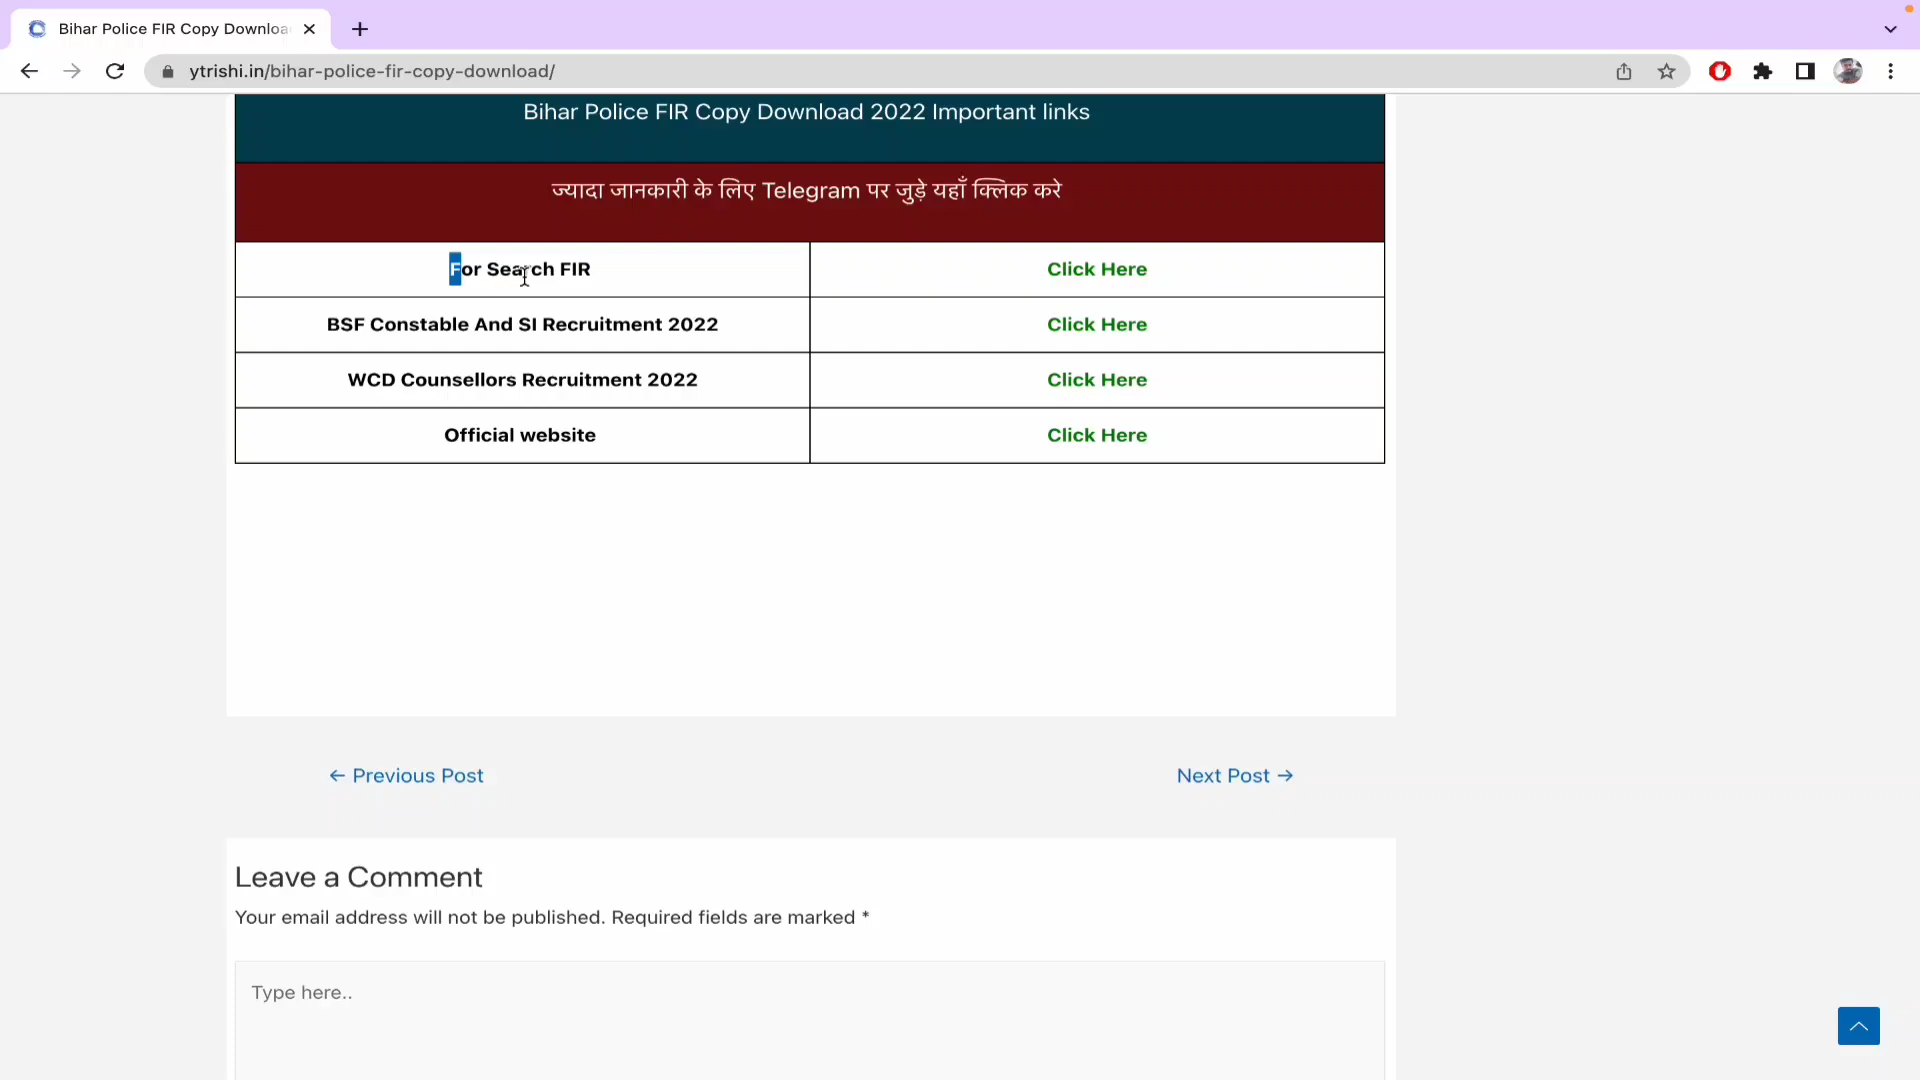 Bihar Police FIR Copy Downloa
ytrishi.in/bihar-police-fir-copy-download/
Bihar Police FIR Copy Download 2022 Important links
ज्यादा जानकारी के लिए Telegram पर जुड़े यहाँ क्लिक करे
For Search FIR Click Here
BSF Constable And SI Recruitment 2022 Click Here
WCD Counsellors Recruitment 2022 Click Here
Official website Click Here
← Previous Post Next Post →
Leave a Comment
Your email address will not be published. Required fields are marked *
Type here..